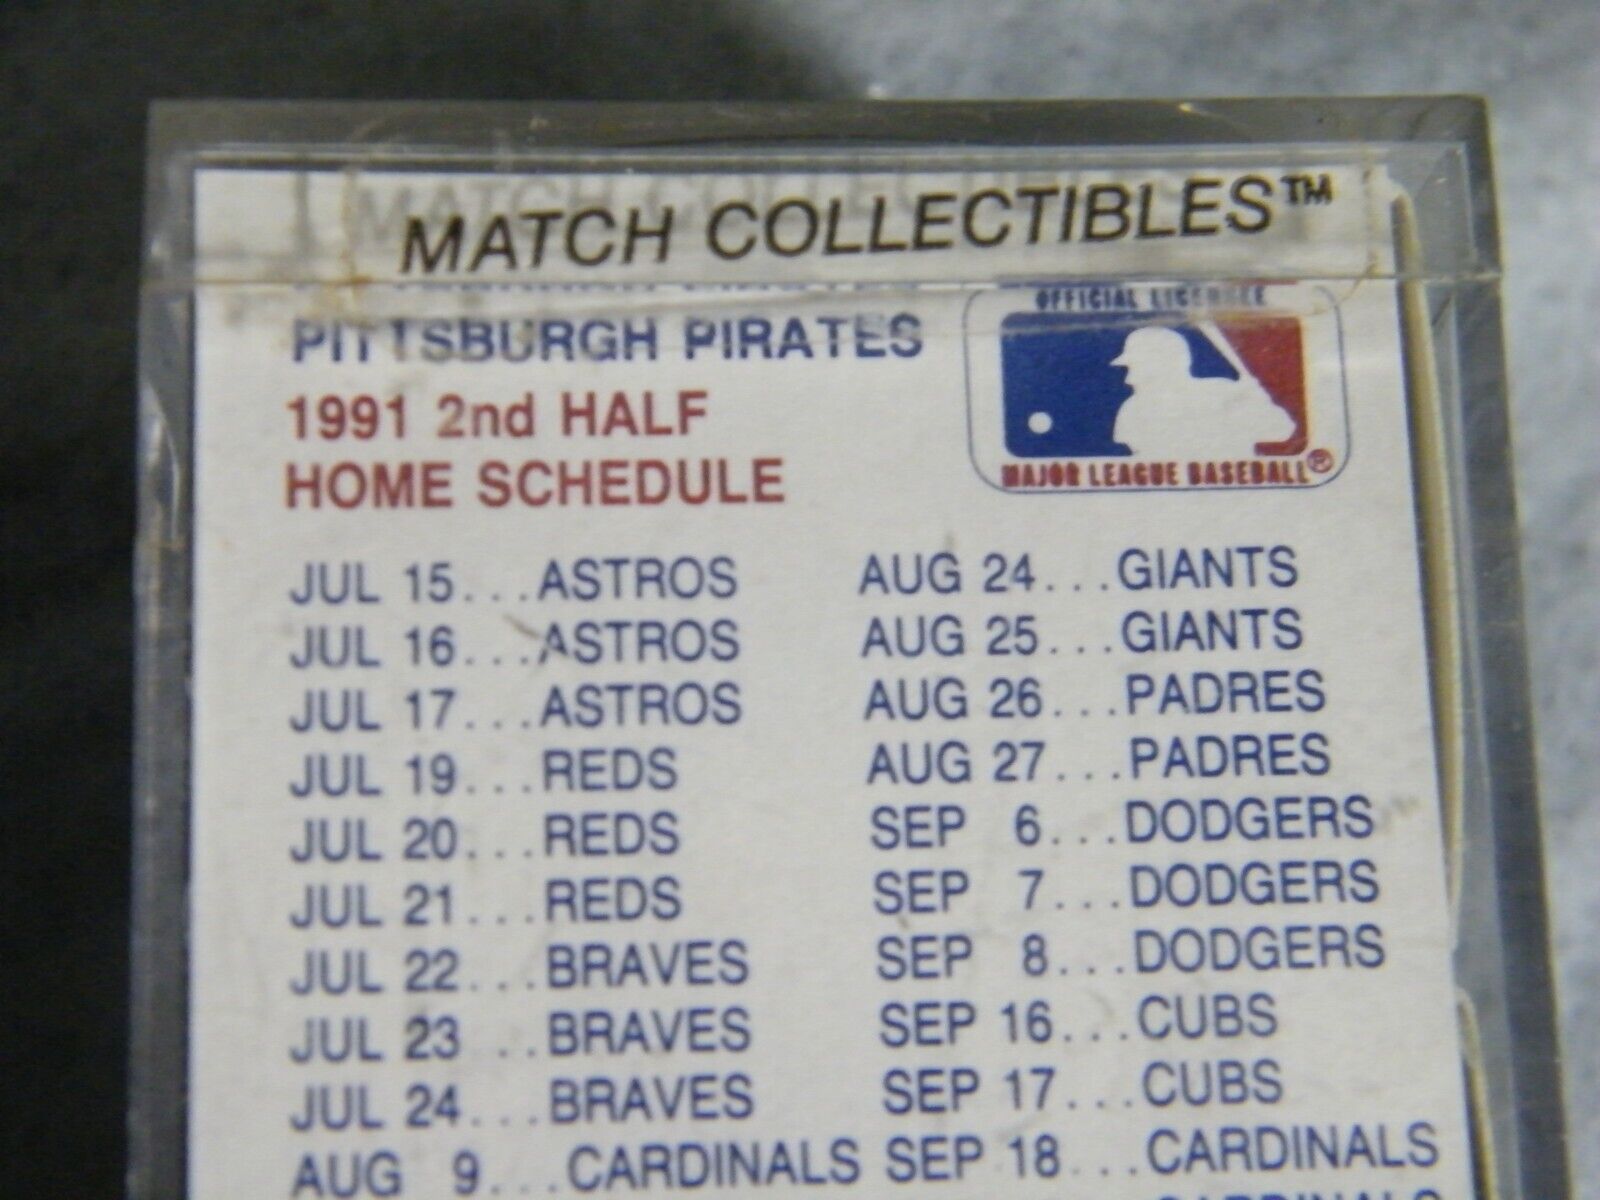 MATCH COLLECTIBLES™
PITTSBURGH PIRATES
1991 2nd HALF
HOME SCHEDULE
OFFICIAL LICENSEE
MAJOR LEAGUE BASEBALL®
JUL 15...ASTROS
JUL 16...ASTROS
JUL 17...ASTROS
JUL 19...REDS
JUL 20...REDS
JUL 21...REDS
JUL 22...BRAVES
JUL 23...BRAVES
JUL 24...BRAVES
AUG 9...CARDINALS
AUG 24...GIANTS
AUG 25...GIANTS
AUG 26...PADRES
AUG 27...PADRES
SEP 6...DODGERS
SEP 7...DODGERS
SEP 8...DODGERS
SEP 16...CUBS
SEP 17...CUBS
SEP 18...CARDINALS
CARDINALS